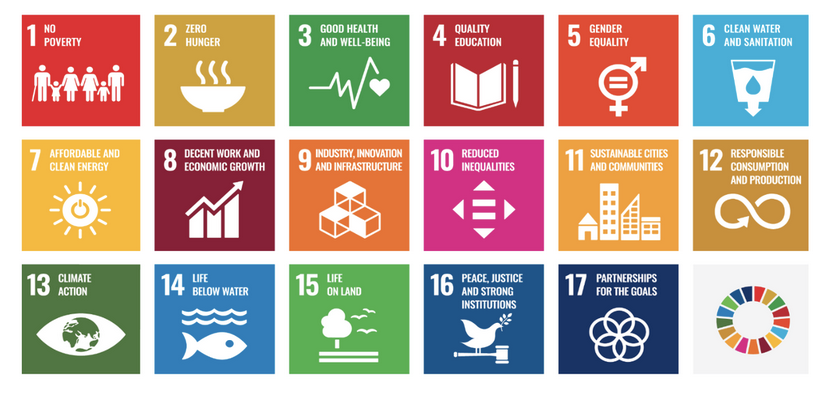 1 NO
POVERTY
2 ZERO
HUNGER
3 GOOD HEALTH
AND WELL-BEING
4 QUALITY
EDUCATION
5 GENDER
EQUALITY
6 CLEAN WATER
AND SANITATION
7 AFFORDABLE AND
CLEAN ENERGY
8 DECENT WORK AND
ECONOMIC GROWTH
9 INDUSTRY, INNOVATION
AND INFRASTRUCTURE
10 REDUCED
INEQUALITIES
11 SUSTAINABLE CITIES
AND COMMUNITIES
12 RESPONSIBLE
CONSUMPTION
AND PRODUCTION
13 CLIMATE
ACTION
14 LIFE
BELOW WATER
15 LIFE
ON LAND
16 PEACE, JUSTICE
AND STRONG
INSTITUTIONS
17 PARTNERSHIPS
FOR THE GOALS